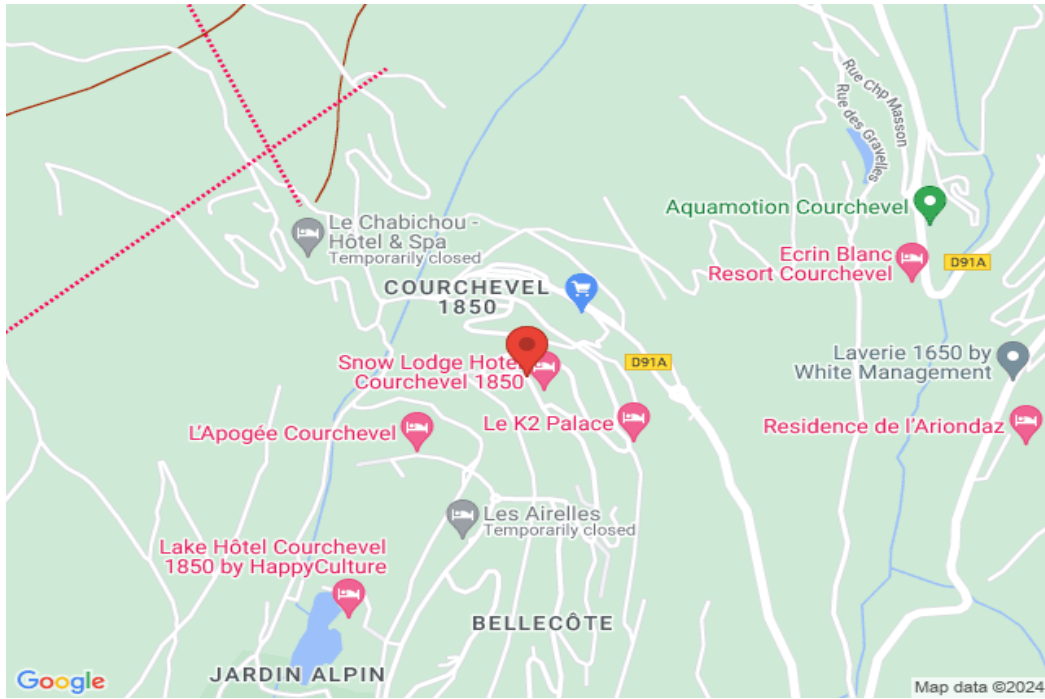 Rue Chp Masson
Rue des Gravelles
Aquamotion Courchevel
Le Chabichou -
Hôtel & Spa
Temporarily closed
Ecrin Blanc
Resort Courchevel
D91A
COURCHEVEL
1850
Snow Lodge Hotel
Courchevel 1850
D91A
Laverie 1650 by
White Management
L'Apogée Courchevel
Le K2 Palace
Residence de l'Ariondaz
Les Airelles
Temporarily closed
Lake Hôtel Courchevel
1850 by HappyCulture
BELLECÔTE
JARDIN ALPIN
Google
Map data ©2024